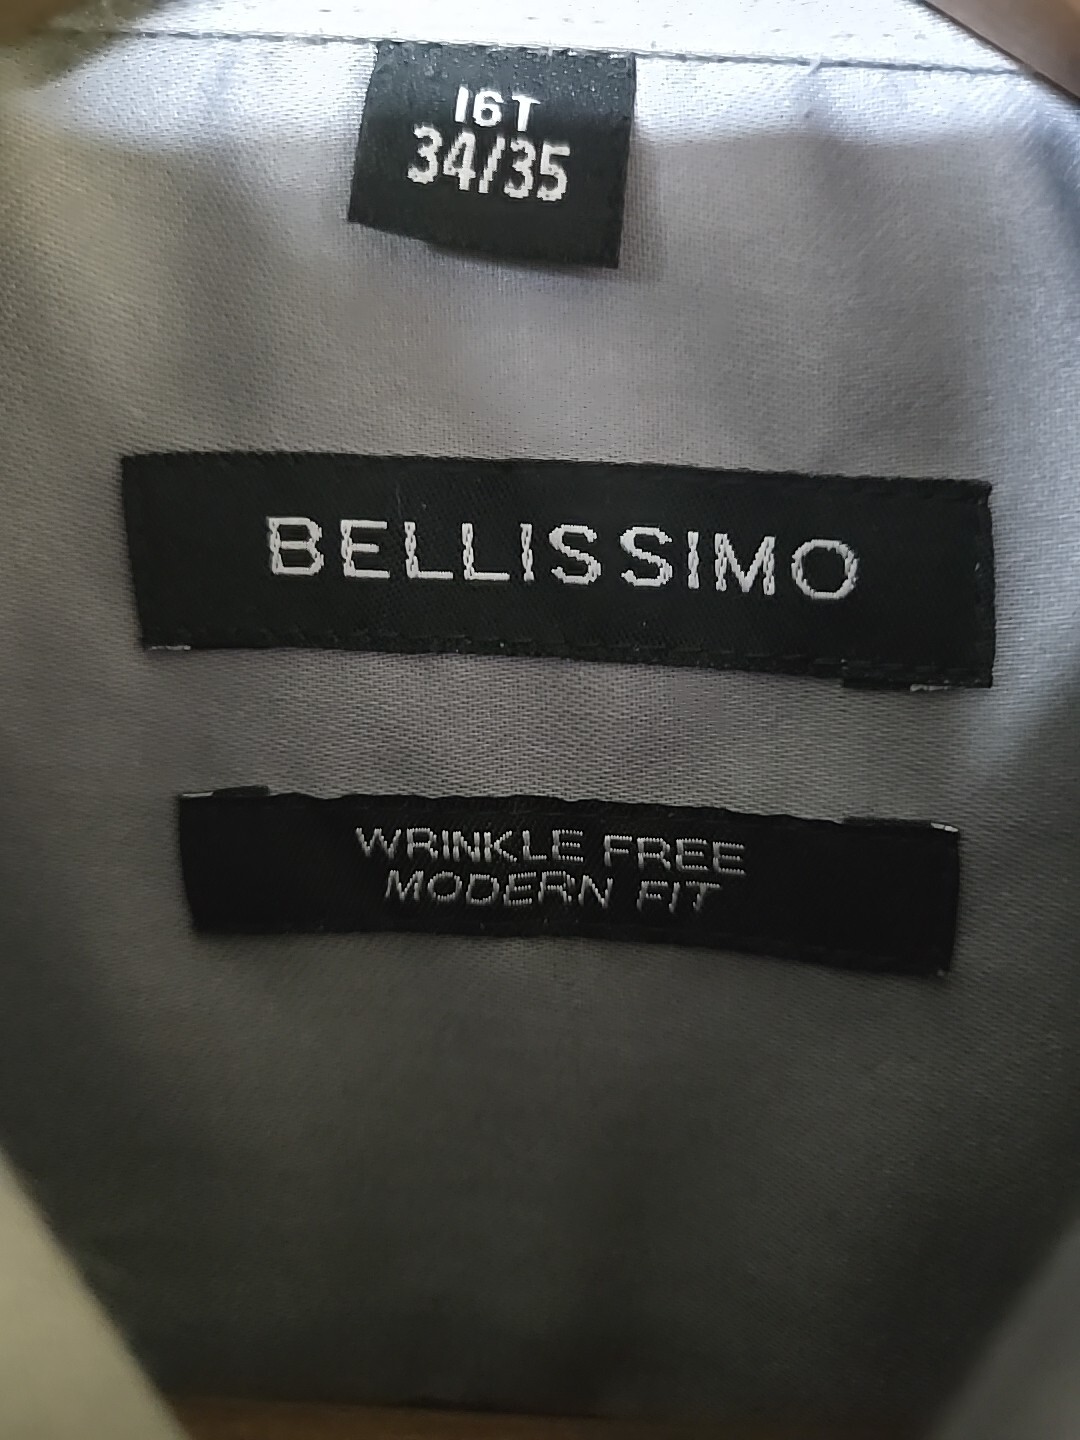 16T
34/35
BELLISSIMO
WRINKLE FREE
MODERN FIT